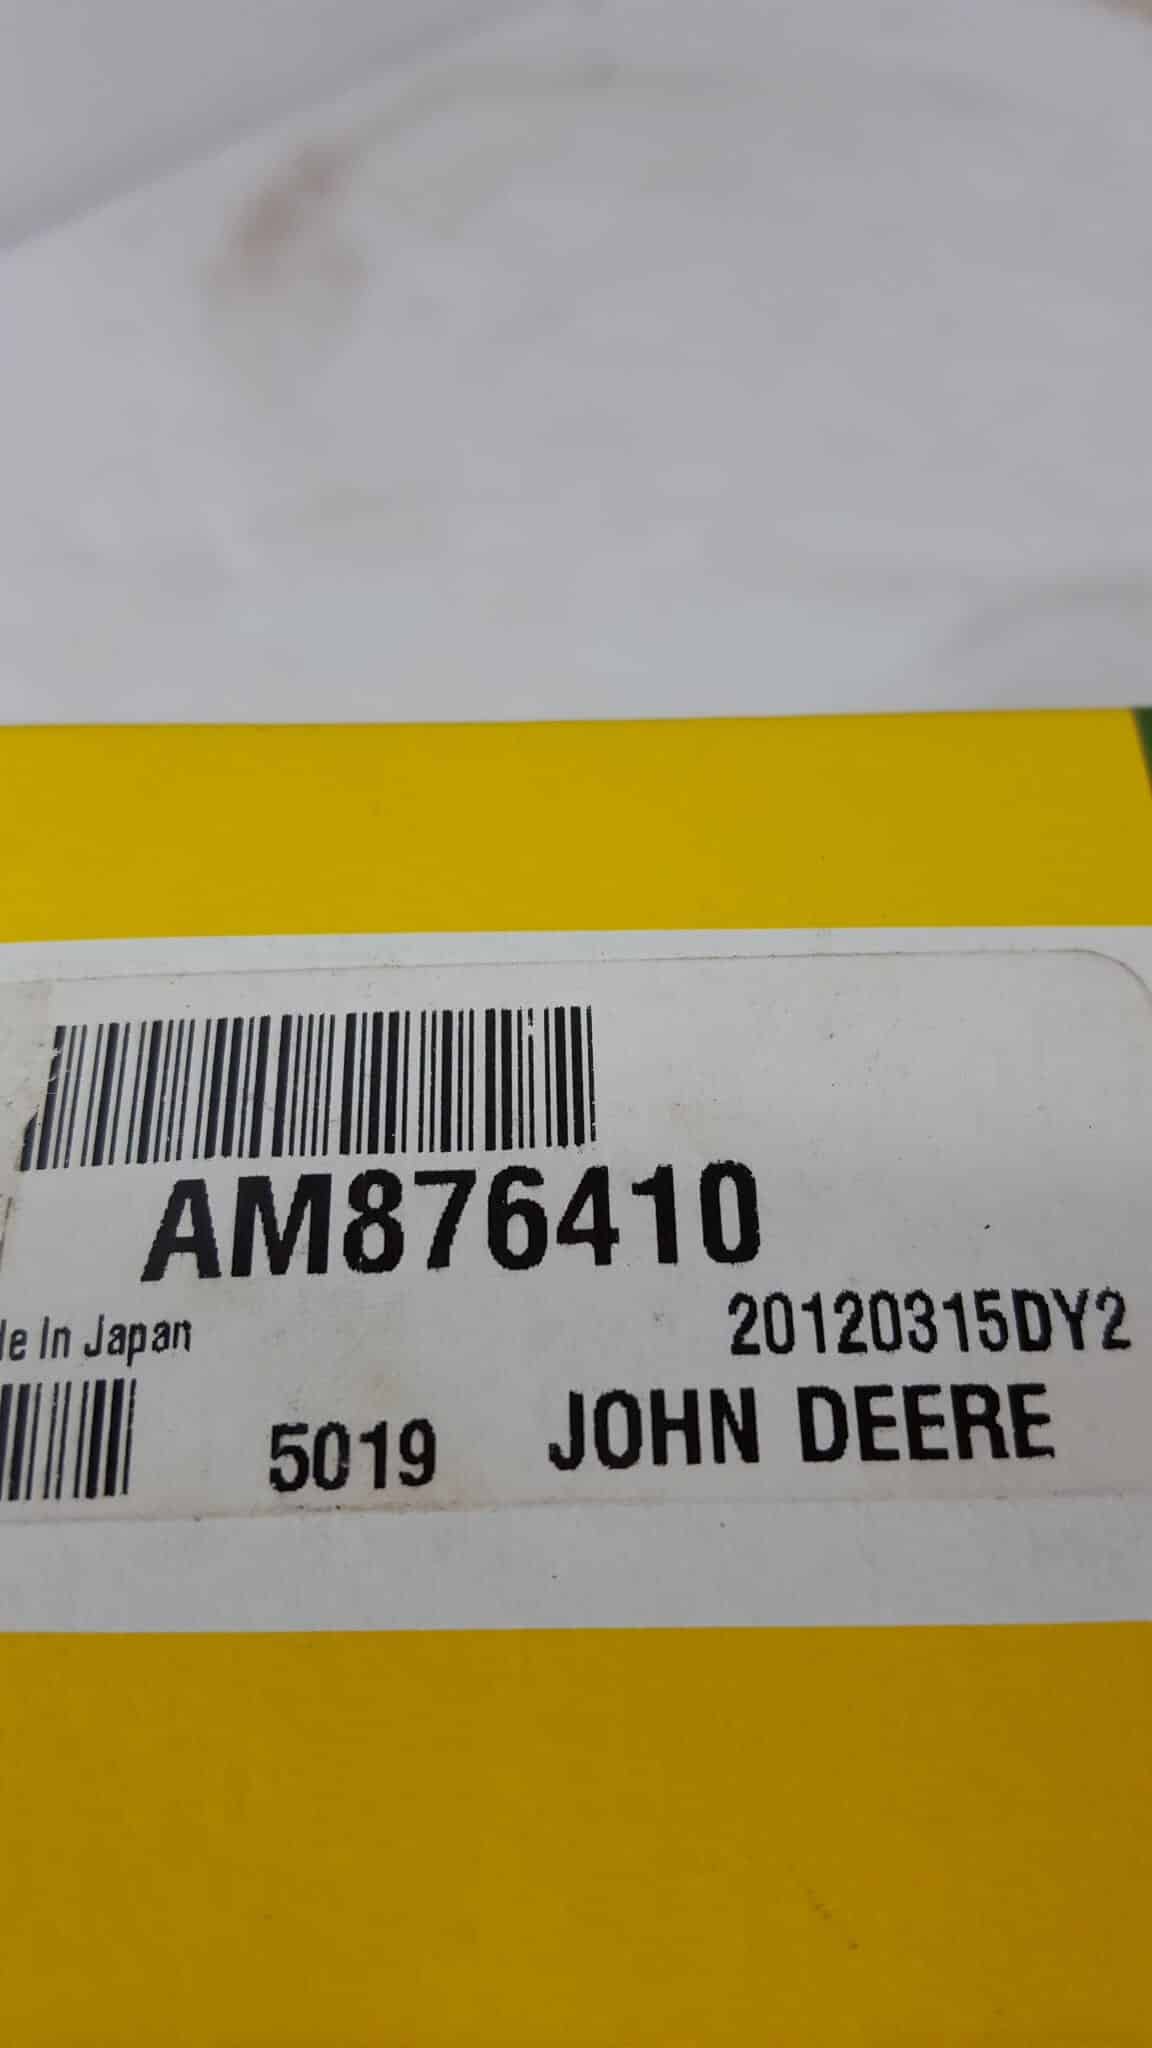 AM876410
le In Japan
20120315DY2
5019
JOHN DEERE